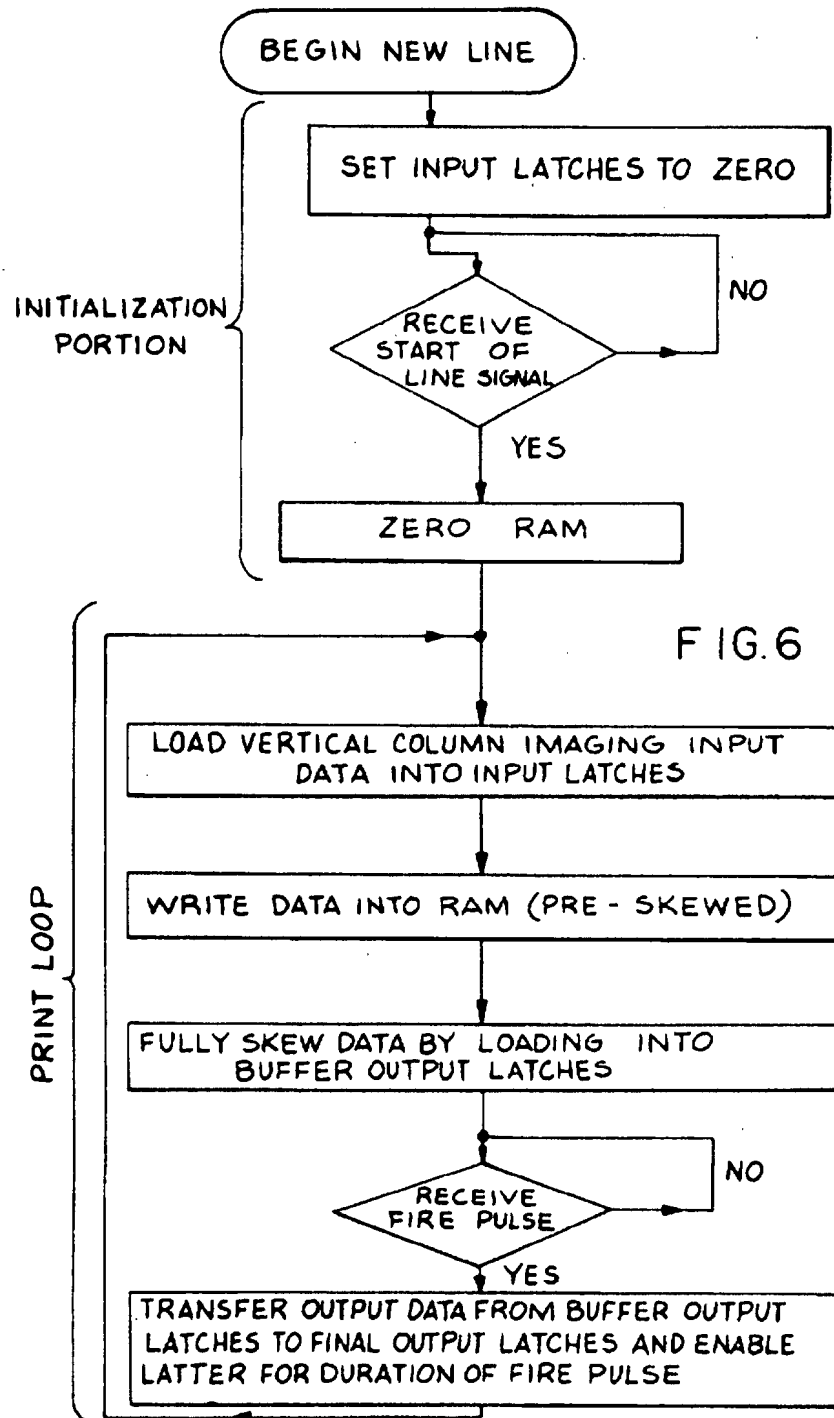 BEGIN NEW LINE
SET INPUT LATCHES TO ZERO
NO
INITIALIZATION
PORTION
RECEIVE
START OF
LINE SIGNAL
YES
ZERO RAM
FIG.6
PRINT LOOP
LOAD VERTICAL COLUMN IMAGING INPUT
DATA INTO INPUT LATCHES
WRITE DATA INTO RAM (PRE-SKEWED)
FULLY SKEW DATA BY LOADING INTO
BUFFER OUTPUT LATCHES
NO
RECEIVE
FIRE PULSE
YES
TRANSFER OUTPUT DATA FROM BUFFER OUTPUT
LATCHES TO FINAL OUTPUT LATCHES AND ENABLE
LATTER FOR DURATION OF FIRE PULSE